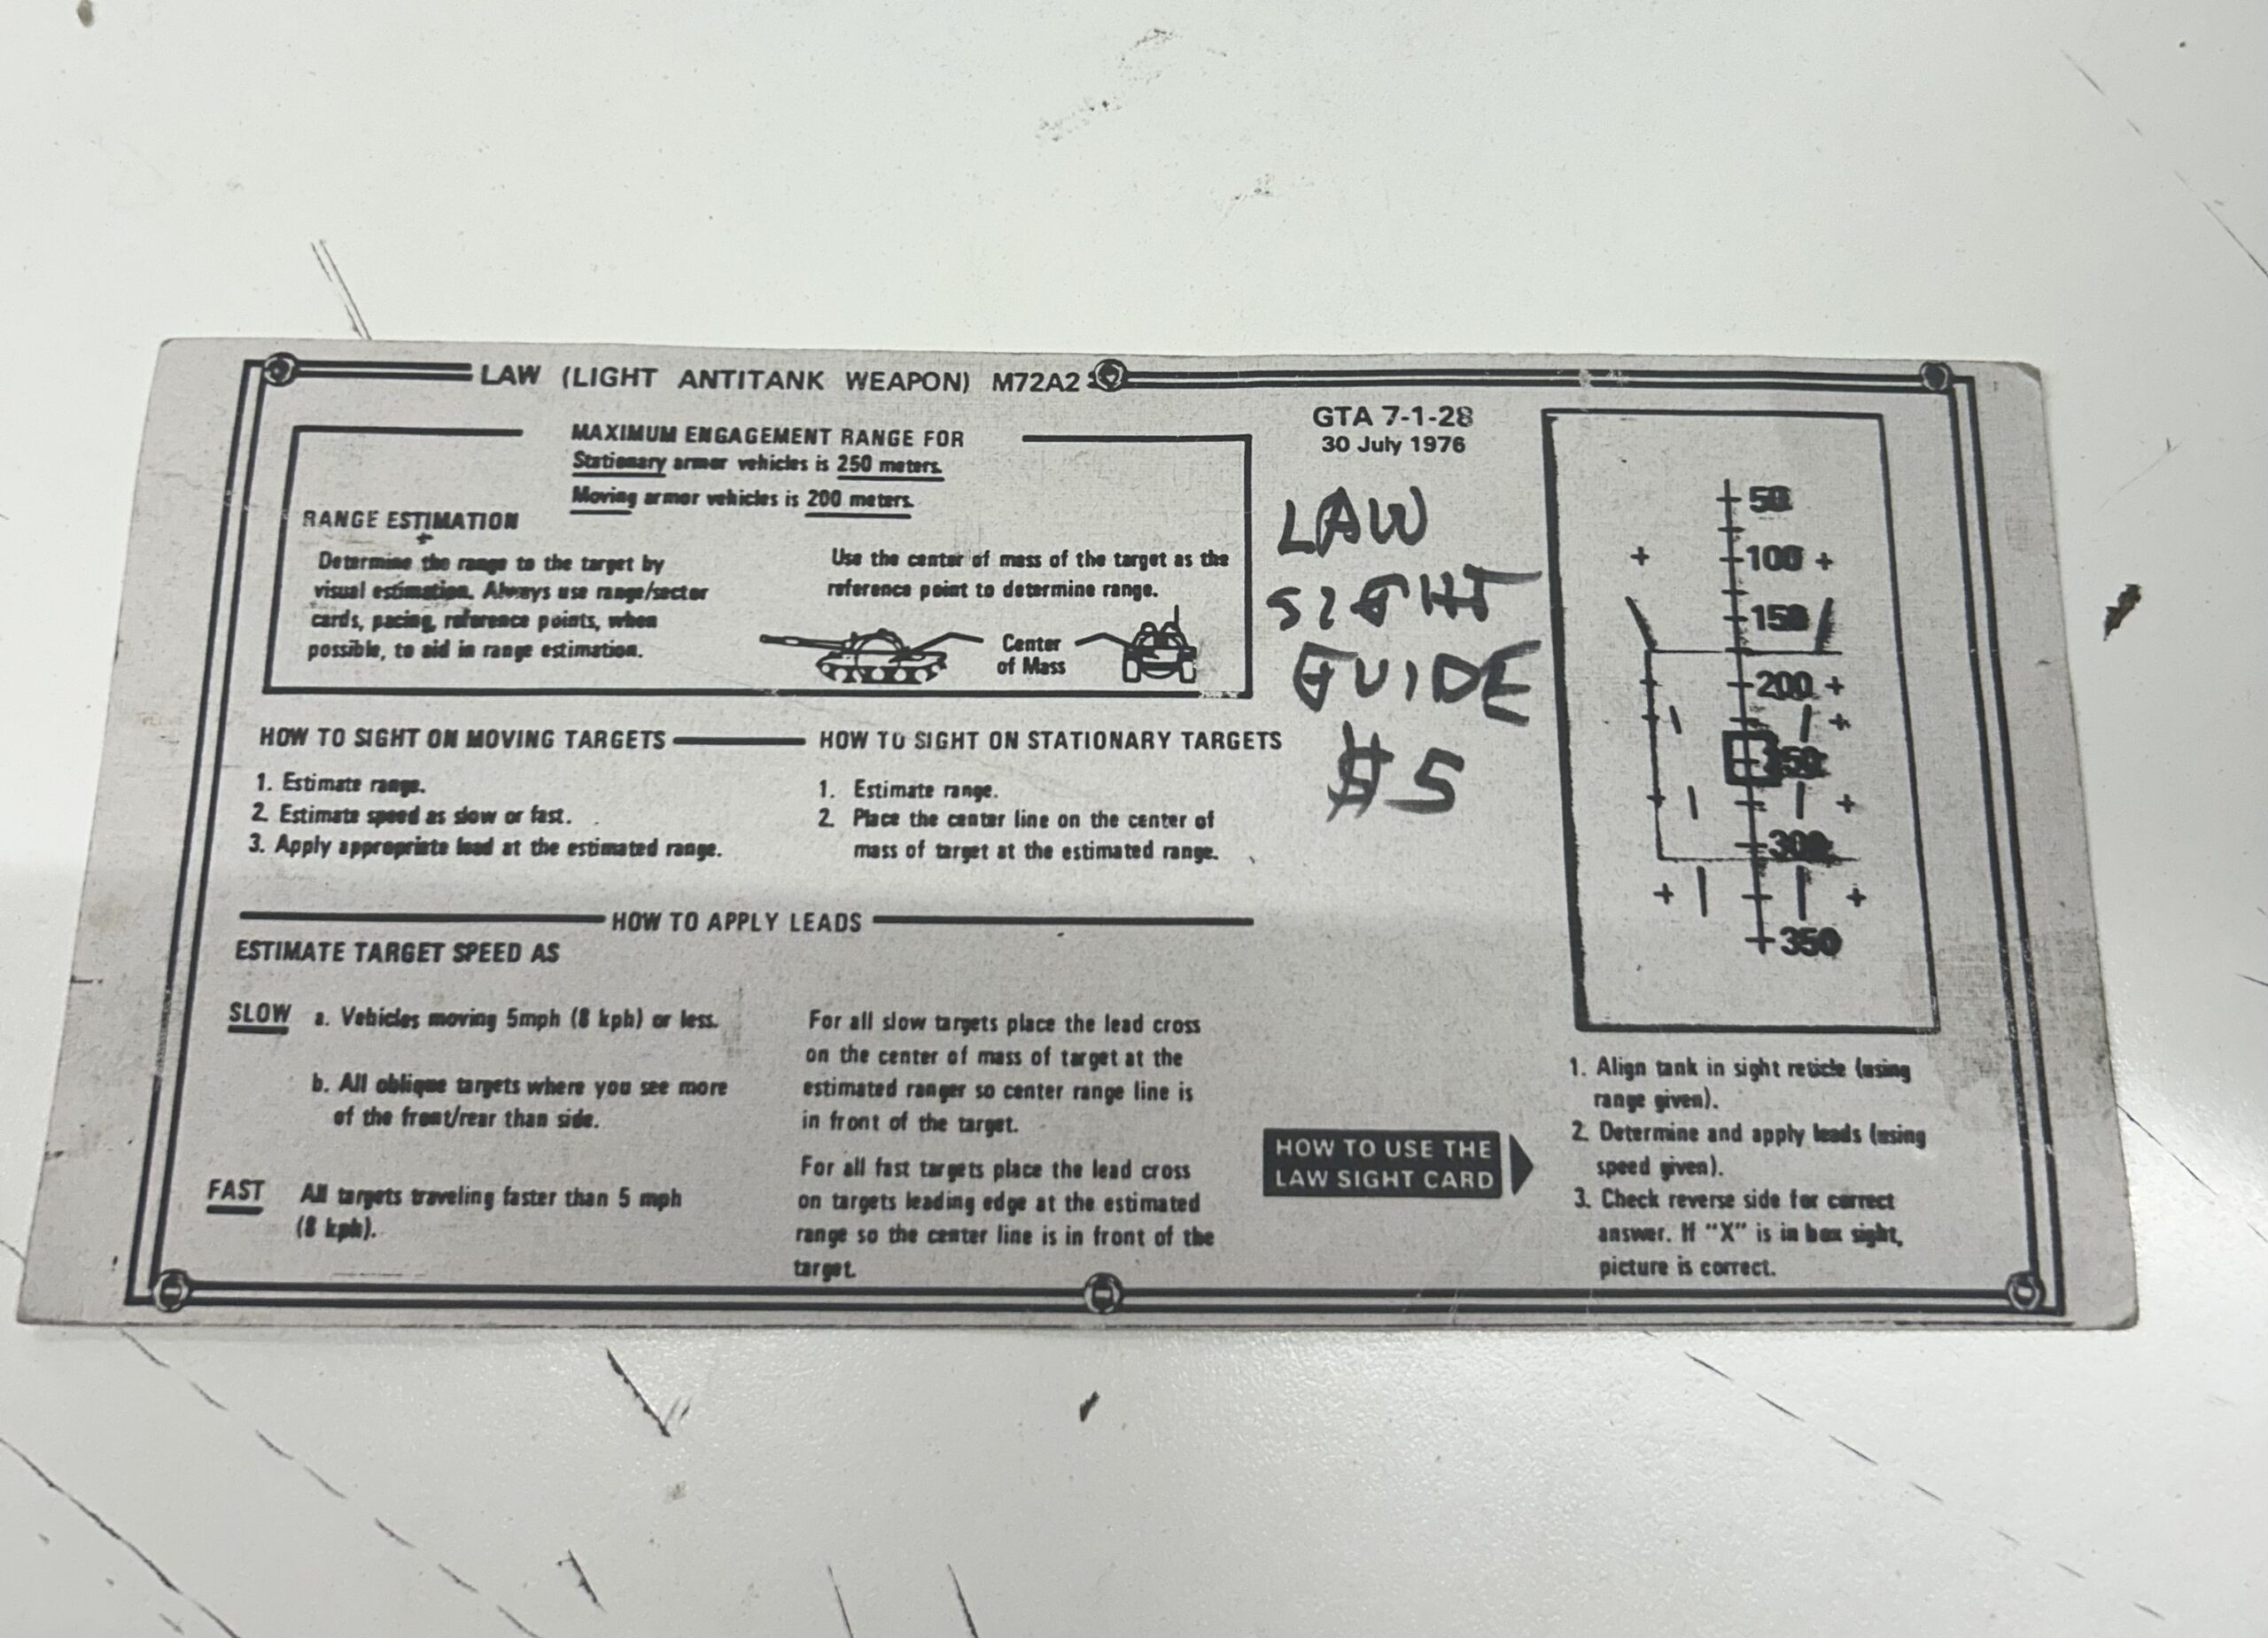 LAW (LIGHT ANTITANK WEAPON) M72A2
MAXIMUM ENGAGEMENT RANGE FOR
Stationary armor vehicles is 250 meters.
Moving armor vehicles is 200 meters.
RANGE ESTIMATION
Determine the range to the target by
visual estimation. Always use range/sector
cards, pacing, reference points, when
possible, to aid in range estimation.
Use the center of mass of the target as the
reference point to determine range.
Center
of Mass
HOW TO SIGHT ON MOVING TARGETS
1. Estimate range.
2. Estimate speed as slow or fast.
3. Apply appropriate lead at the estimated range.
HOW TO SIGHT ON STATIONARY TARGETS
1. Estimate range.
2. Place the center line on the center of
mass of target at the estimated range.
HOW TO APPLY LEADS
ESTIMATE TARGET SPEED AS
SLOW a. Vehicles moving 5mph (8 kph) or less.
b. All oblique targets where you see more
of the front/rear than side.
FAST All targets traveling faster than 5 mph
(8 kph).
For all slow targets place the lead cross
on the center of mass of target at the
estimated ranger so center range line is
in front of the target.
For all fast targets place the lead cross
on targets leading edge at the estimated
range so the center line is in front of the
target.
GTA 7-1-28
30 July 1976
LAW
SIGHT
GUIDE
#5
HOW TO USE THE
LAW SIGHT CARD
50
100
150
200
250
300
350
1. Align tank in sight reticle (using
range given).
2. Determine and apply leads (using
speed given).
3. Check reverse side for correct
answer. If "X" is in box sight,
picture is correct.